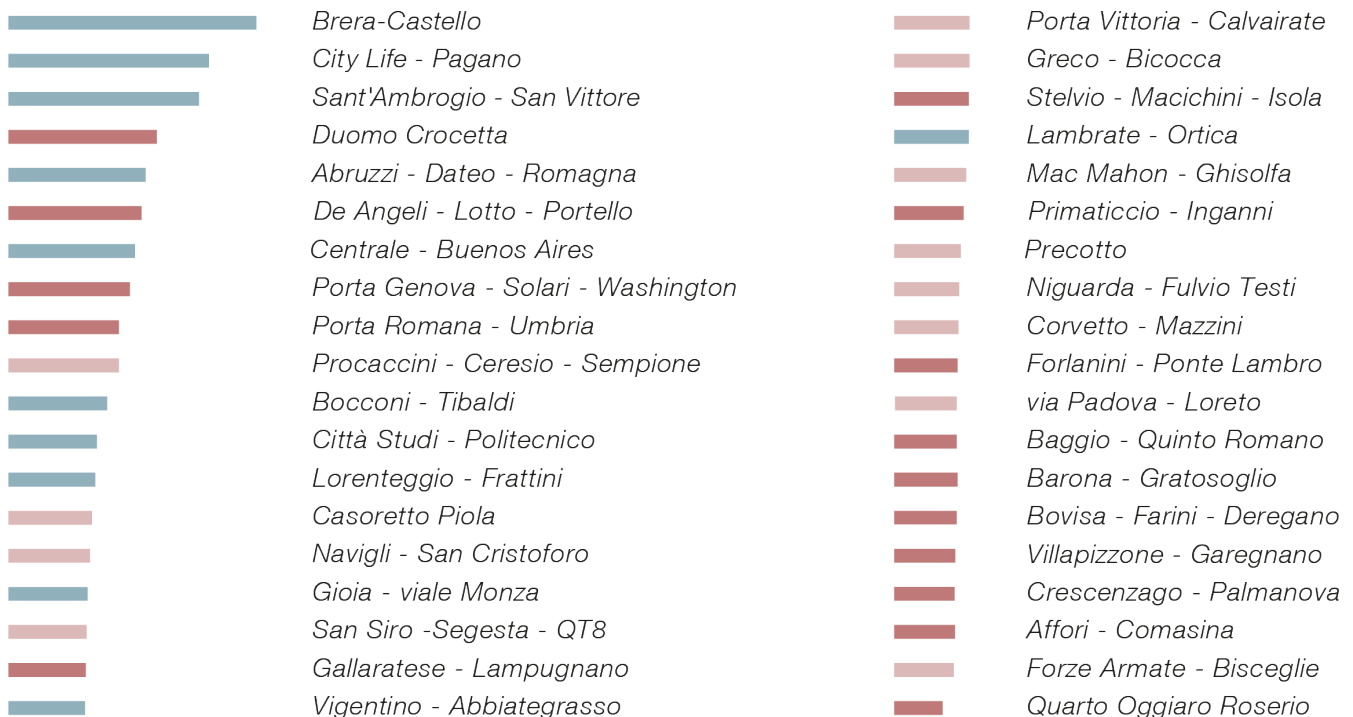 Brera-Castello
City Life - Pagano
Sant'Ambrogio - San Vittore
Duomo Crocetta
Abruzzi - Dateo - Romagna
De Angeli - Lotto - Portello
Centrale - Buenos Aires
Porta Genova - Solari - Washington
Porta Romana - Umbria
Procaccini - Ceresio - Sempione
Bocconi - Tibaldi
Città Studi - Politecnico
Lorenteggio - Frattini
Casoretto Piola
Navigli - San Cristoforo
Gioia - viale Monza
San Siro -Segesta - QT8
Gallaratese - Lampugnano
Vigentino - Abbiategrasso
Porta Vittoria - Calvairate
Greco - Bicocca
Stelvio - Macichini - Isola
Lambrate - Ortica
Mac Mahon - Ghisolfa
Primaticcio - Inganni
Precotto
Niguarda - Fulvio Testi
Corvetto - Mazzini
Forlanini - Ponte Lambro
via Padova - Loreto
Baggio - Quinto Romano
Barona - Gratosoglio
Bovisa - Farini - Deregano
Villapizzone - Garegnano
Crescenzago - Palmanova
Affori - Comasina
Forze Armate - Bisceglie
Quarto Oggiaro Roserio